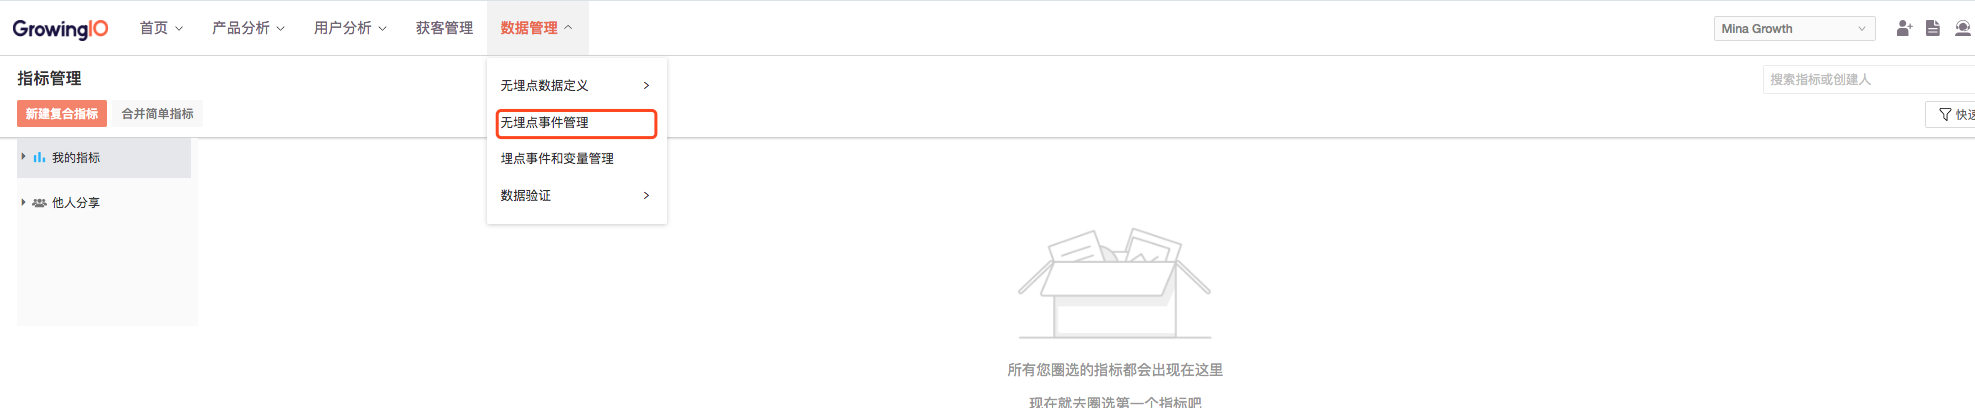 GrowingIO 首页 产品分析 用户分析 获客管理 数据管理 Mina Growth
指标管理
搜索指标或创建人
新建复合指标 合并简单指标
快速
我的指标
他人分享
无埋点数据定义
无埋点事件管理
埋点事件和变量管理
数据验证
所有您圈选的指标都会出现在这里
现在就去圈选第一个指标吧